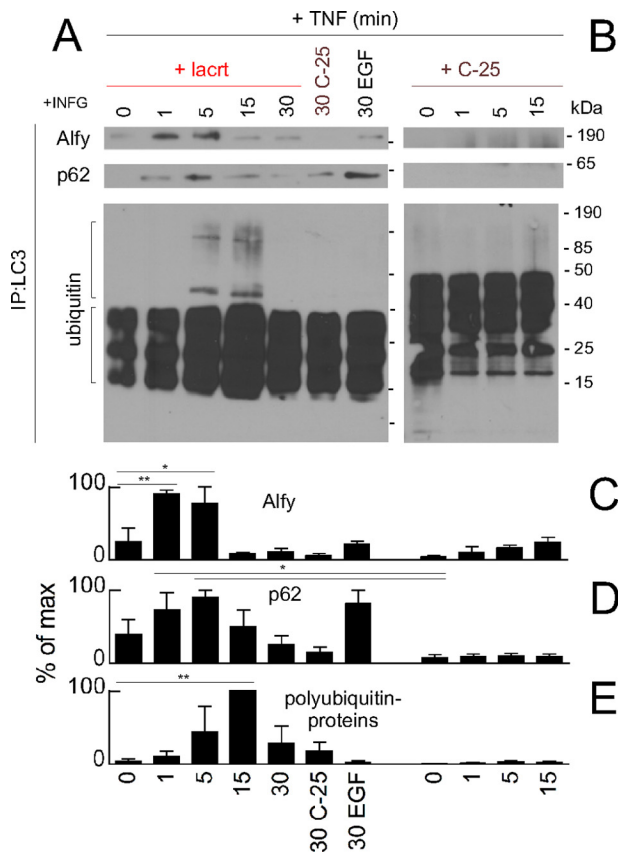 A
+ TNF (min)
B
+ lacrt
30 C-25
30 EGF
+ C-25
+INFG
0 1 5 15 30
0 1 5 15
kDa
Alfy
- 190
p62
65
-
IP:LC3
ubiquitin
- 190
- 85
- 50
- 40
- 25
- 15
100
0
* 
**
Alfy
C
% of max
100
0
*
p62
D
100
0
**
polyubiquitin-
proteins
E
0 1 5 15 30 30 C-25 30 EGF 0 1 5 15